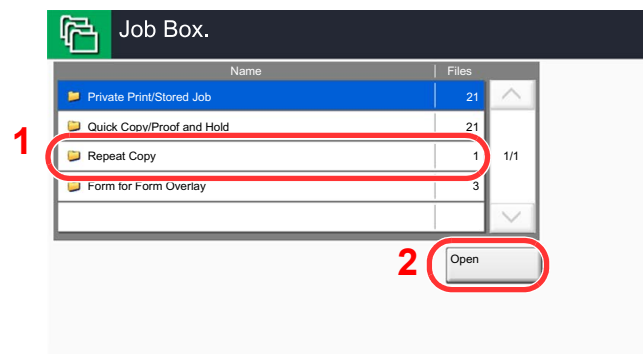 Job Box.
Name Files
Private Print/Stored Job 21
Quick Copy/Proof and Hold 21
1
Repeat Copy 1 1/1
Form for Form Overlay 3
2
Open